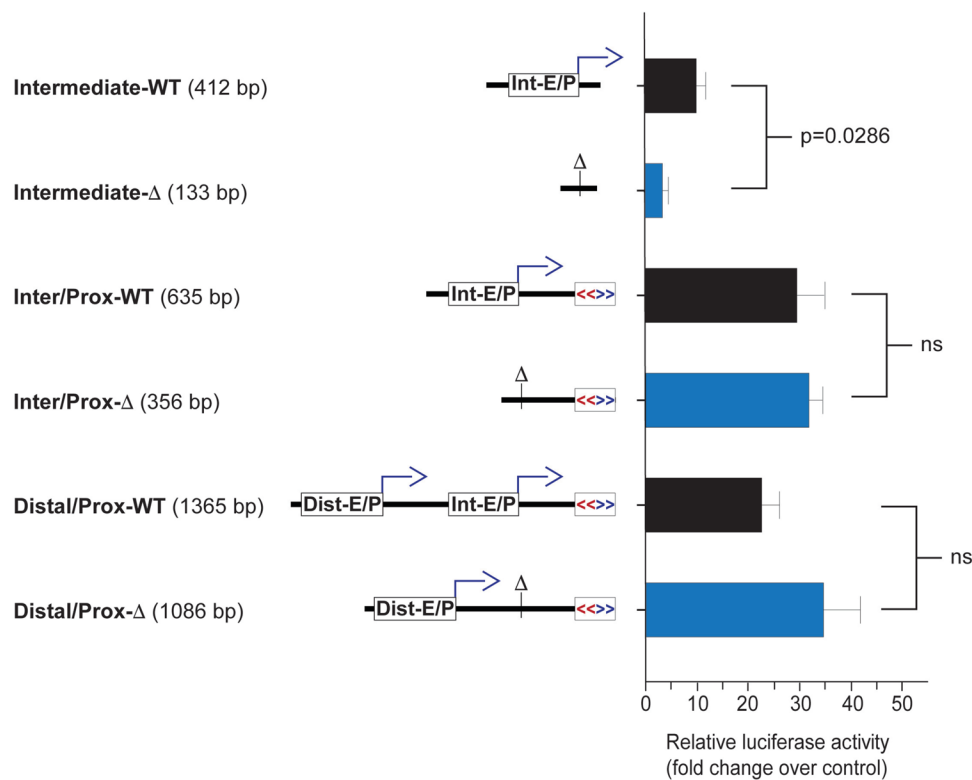 Intermediate-WT (412 bp) Int-E/P
p=0.0286
Δ
Intermediate-Δ (133 bp)
Inter/Prox-WT (635 bp) Int-E/P <<>>
ns
Δ
Inter/Prox-Δ (356 bp) <<>>
Distal/Prox-WT (1365 bp) Dist-E/P Int-E/P <<>>
ns
Δ
Distal/Prox-Δ (1086 bp) Dist-E/P <<>>
0 10 20 30 40 50
Relative luciferase activity
(fold change over control)